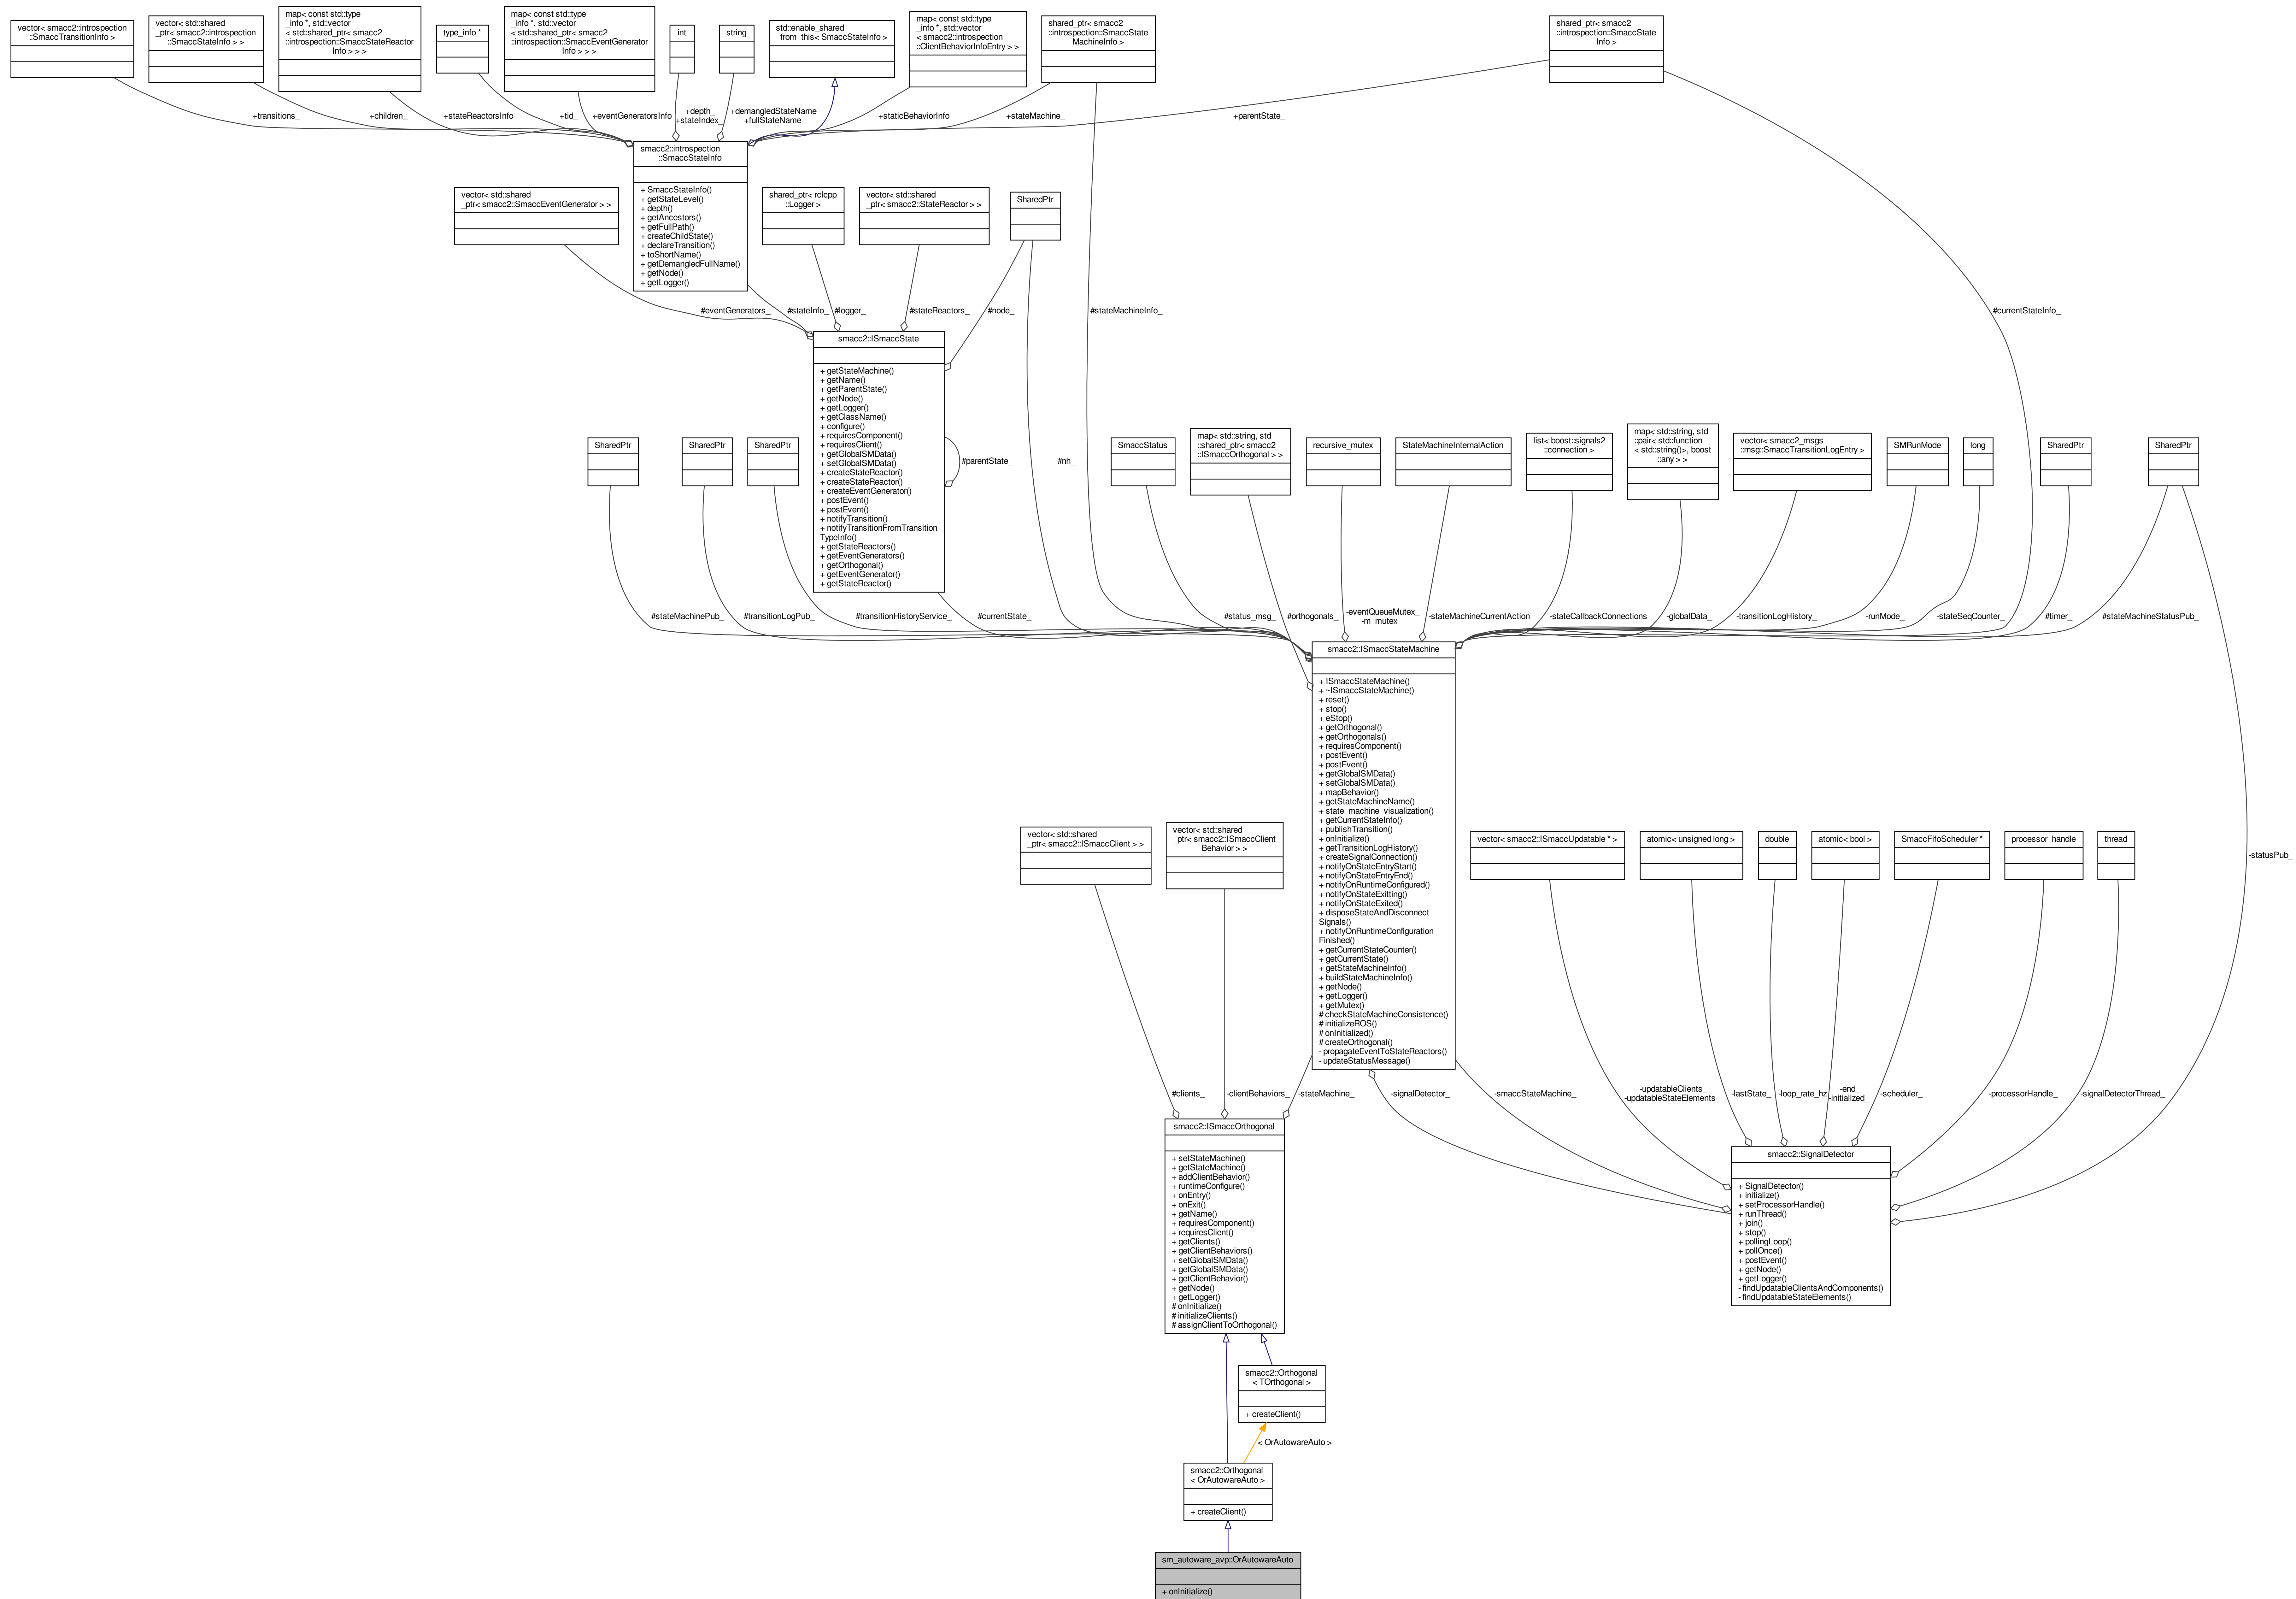 vector< smacc2::introspection
::SmaccTransitionInfo >
vector< std::shared
_ptr< smacc2::introspection
::SmaccStateInfo > >
map< const std::type
_info *, std::vector
< std::shared_ptr< smacc2
::introspection::SmaccStateReactor
Info > > >
type_info *
map< const std::type
_info *, std::vector
< std::shared_ptr< smacc2
::introspection::SmaccEventGenerator
Info > > >
int
string
std::enable_shared
_from_this< SmaccStateInfo >
map< const std::type
_info *, std::vector
< smacc2::introspection
::ClientBehaviorInfoEntry > >
shared_ptr< smacc2
::introspection::SmaccState
MachineInfo >
shared_ptr< smacc2
::introspection::SmaccState
Info >
+transitions_
+children_
+stateReactorsInfo
+tid_
+eventGeneratorsInfo
+depth_
+stateIndex_
+demangledStateName
+fullStateName
+staticBehaviorInfo
+stateMachine_
+parentState_
smacc2::introspection
::SmaccStateInfo
+ SmaccStateInfo()
+ getStateLevel()
+ depth()
+ getAncestors()
+ getFullPath()
+ createChildState()
+ declareTransition()
+ toShortName()
+ getDemangledFullName()
+ getNode()
+ getLogger()
vector< std::shared
_ptr< smacc2::SmaccEventGenerator > >
shared_ptr< rclcpp
::Logger >
vector< std::shared
_ptr< smacc2::StateReactor > >
SharedPtr
#eventGenerators_
#stateInfo_
#logger_
#stateReactors_
#node_
#stateMachineInfo_
#currentStateInfo_
smacc2::ISmaccState
+ getStateMachine()
+ getName()
+ getParentState()
+ getNode()
+ getLogger()
+ getClassName()
+ configure()
+ requiresComponent()
+ requiresClient()
+ getGlobalSMData()
+ setGlobalSMData()
+ createStateReactor()
+ createStateReactor()
+ createEventGenerator()
+ postEvent()
+ postEvent()
+ notifyTransition()
+ notifyTransitionFromTransition
TypeInfo()
+ getStateReactors()
+ getEventGenerators()
+ getOrthogonal()
+ getEventGenerator()
+ getStateReactor()
#parentState_
#nh_
SharedPtr
SharedPtr
SharedPtr
SmaccStatus
map< std::string, std
::shared_ptr< smacc2
::ISmaccOrthogonal > >
recursive_mutex
StateMachineInternalAction
list< boost::signals2
::connection >
map< std::string, std
::pair< std::function
< std::string()>, boost
::any > >
vector< smacc2_msgs
::msg::SmaccTransitionLogEntry >
SMRunMode
long
SharedPtr
SharedPtr
#stateMachinePub_
#transitionLogPub_
#transitionHistoryService_
#currentState_
#status_msg_
#orthogonals_
-eventQueueMutex_
-m_mutex_
-stateMachineCurrentAction
-stateCallbackConnections
-globalData_
-transitionLogHistory_
-runMode_
-stateSeqCounter_
#timer_
#stateMachineStatusPub_
smacc2::ISmaccStateMachine
+ ISmaccStateMachine()
+ ~ISmaccStateMachine()
+ reset()
+ stop()
+ eStop()
+ getOrthogonal()
+ getOrthogonals()
+ requiresComponent()
+ postEvent()
+ postEvent()
+ getGlobalSMData()
+ setGlobalSMData()
+ mapBehavior()
+ getStateMachineName()
+ state_machine_visualization()
+ getCurrentStateInfo()
+ publishTransition()
+ onInitialize()
+ getTransitionLogHistory()
+ createSignalConnection()
+ notifyOnStateEntryStart()
+ notifyOnStateEntryEnd()
+ notifyOnRuntimeConfigured()
+ notifyOnStateExitting()
+ notifyOnStateExited()
+ disposeStateAndDisconnect
Signals()
+ notifyOnRuntimeConfiguration
Finished()
+ getCurrentStateCounter()
+ getCurrentState()
+ getStateMachineInfo()
+ buildStateMachineInfo()
+ getNode()
+ getLogger()
+ getMutex()
# checkStateMachineConsistence()
# initializeROS()
# onInitialized()
# createOrthogonal()
- propagateEventToStateReactors()
- updateStatusMessage()
vector< std::shared
_ptr< smacc2::ISmaccClient > >
vector< std::shared
_ptr< smacc2::ISmaccClient
Behavior > >
vector< smacc2::ISmaccUpdatable * >
atomic< unsigned long >
double
atomic< bool >
SmaccFifoScheduler *
processor_handle
thread
-statusPub_
#clients_
-clientBehaviors_
-stateMachine_
-signalDetector_
-smaccStateMachine_
-updatableClients_
-updatableStateElements_
-lastState_
-loop_rate_hz
-end_
-initialized_
-scheduler_
-processorHandle_
-signalDetectorThread_
smacc2::ISmaccOrthogonal
+ setStateMachine()
+ getStateMachine()
+ addClientBehavior()
+ runtimeConfigure()
+ onEntry()
+ onExit()
+ getName()
+ requiresComponent()
+ requiresClient()
+ getClients()
+ getClientBehaviors()
+ setGlobalSMData()
+ getGlobalSMData()
+ getClientBehavior()
+ getNode()
+ getLogger()
# onInitialize()
# initializeClients()
# assignClientToOrthogonal()
smacc2::SignalDetector
+ SignalDetector()
+ initialize()
+ setProcessorHandle()
+ runThread()
+ join()
+ stop()
+ pollingLoop()
+ pollOnce()
+ postEvent()
+ getNode()
+ getLogger()
- findUpdatableClientsAndComponents()
- findUpdatableStateElements()
smacc2::Orthogonal
< TOrthogonal >
+ createClient()
< OrAutowareAuto >
smacc2::Orthogonal
< OrAutowareAuto >
+ createClient()
sm_autoware_avp::OrAutowareAuto
+ onInitialize()